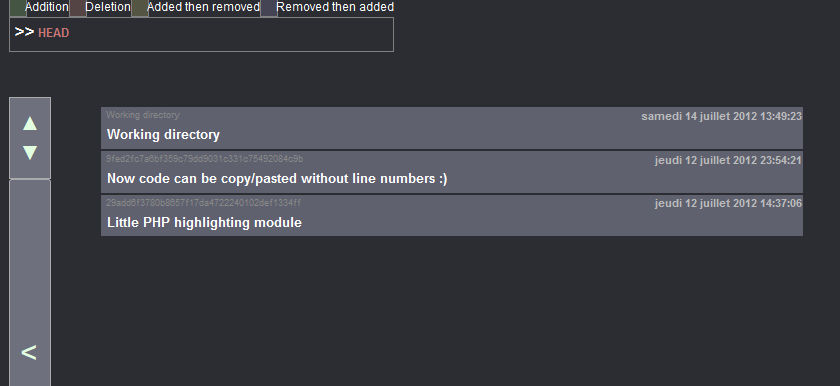 Addition Deletion Added then removed Removed then added
>> HEAD
▲
▼
Working directory samedi 14 juillet 2012 13:49:23
Working directory
jeudi 12 juillet 2012 23:54:21
Now code can be copy/pasted without line numbers :)
29add6f3780b8657f17da4722240102def1334ff jeudi 12 juillet 2012 14:37:06
Little PHP highlighting module
<